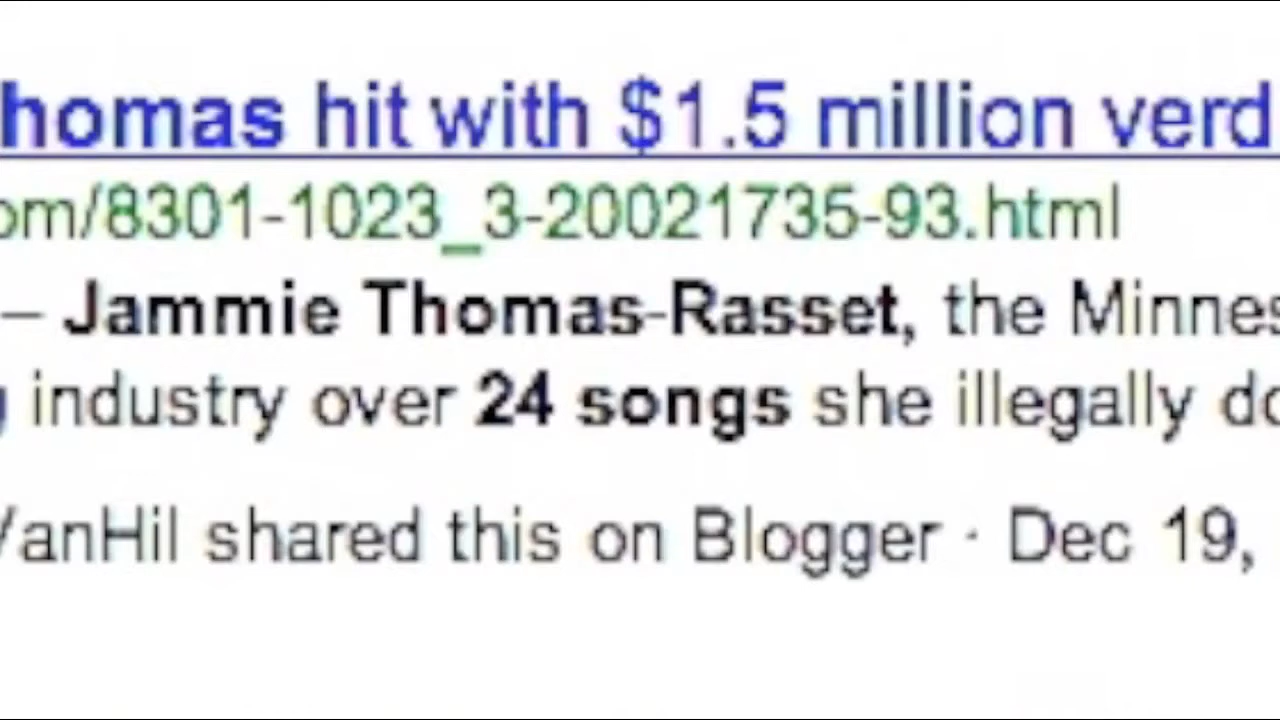 homas hit with $1.5 million verd
om/8301-1023_3-20021735-93.html
– Jammie Thomas-Rasset, the Minnes
g industry over 24 songs she illegally do
VanHil shared this on Blogger · Dec 19,